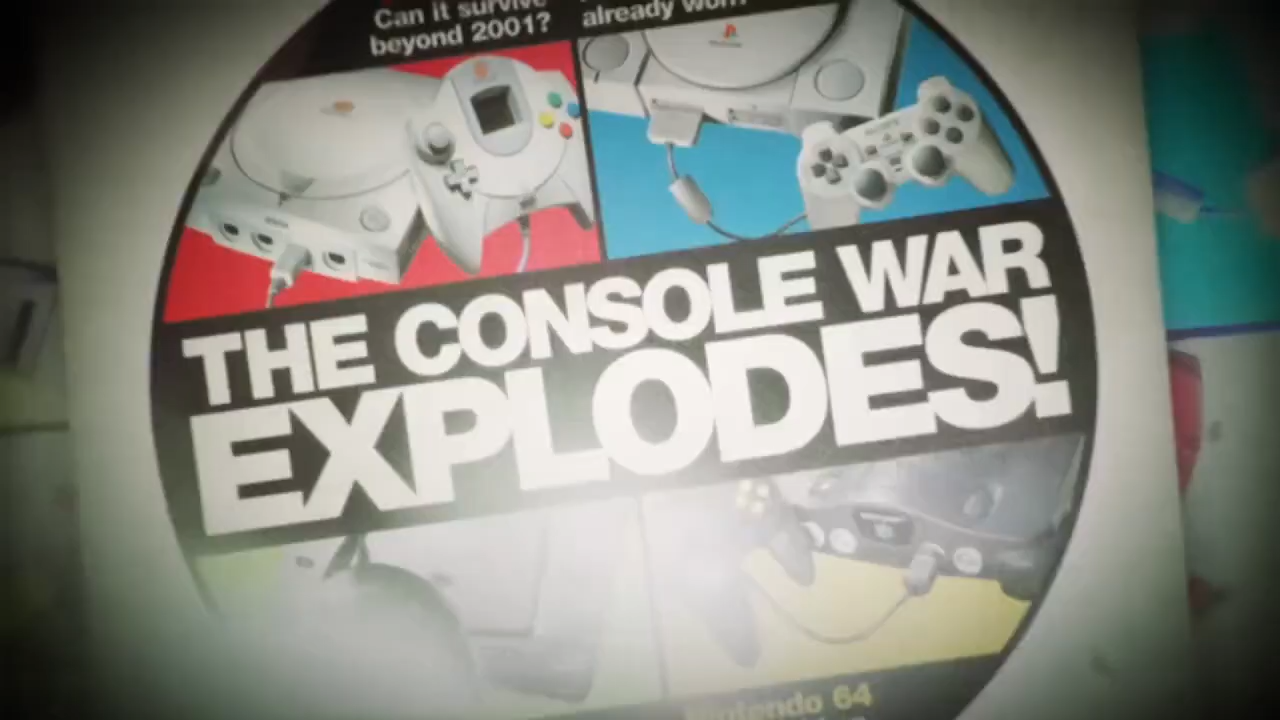 Can it survive
beyond 2001?
already won?
THE CONSOLE WAR
EXPLODES!
Nintendo 64